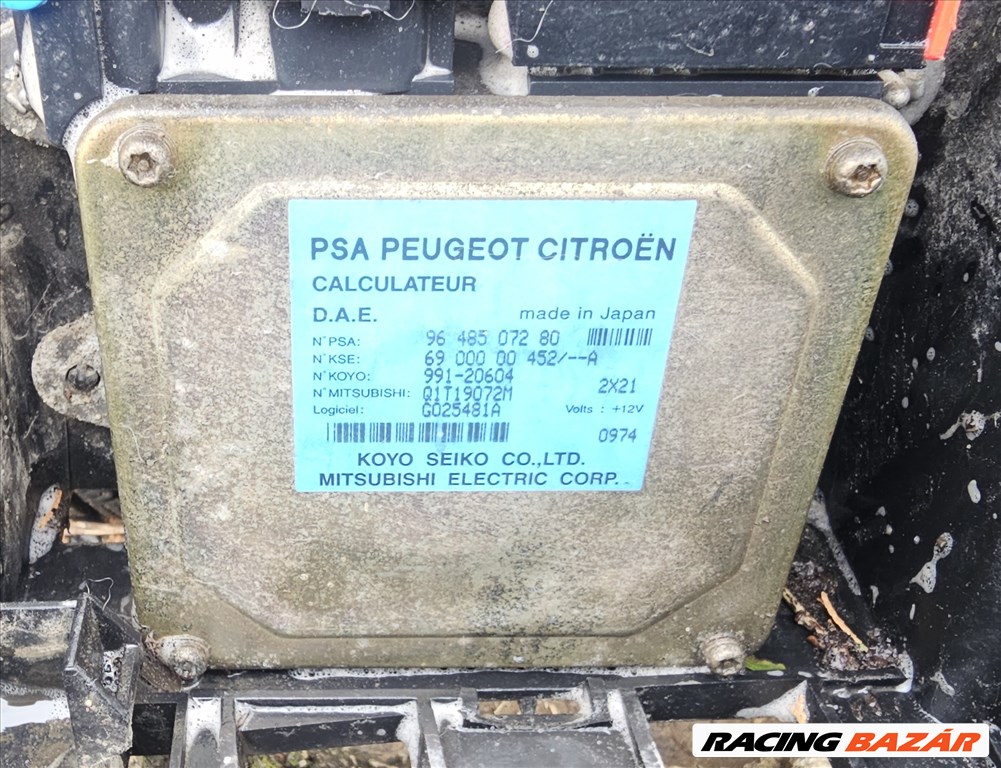 PSA PEUGEOT CITROËN
CALCULATEUR
D.A.E. made in Japan
N°PSA: 96 485 072 80
N°KSE: 69 000 00 452/--A
N°KOYO: 991-20604
2X21
N°MITSUBISHI: Q1T19072M
Logiciel: G025481A Volts : +12V
0974
KOYO SEIKO CO.,LTD.
MITSUBISHI ELECTRIC CORP.
RACING BAZÁR